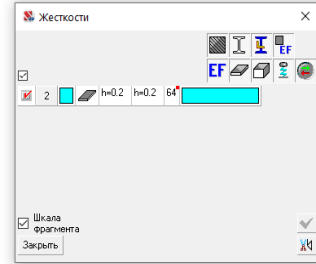 Жесткости
EF
EF
2 h=0.2 h=0.2 64
Шкала
фрагмента
Закрыть